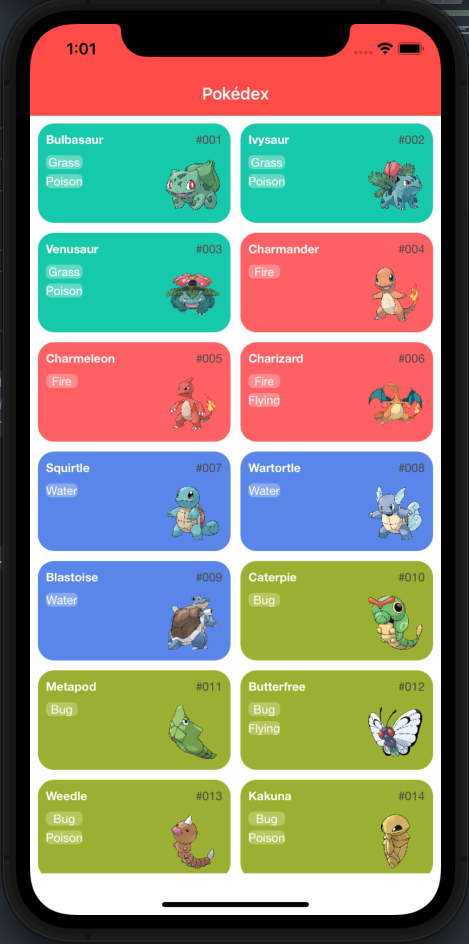 1:01
Pokédex
Bulbasaur #001
Grass
Poison
Ivysaur #002
Grass
Poison
Venusaur #003
Grass
Poison
Charmander #004
Fire
Charmeleon #005
Fire
Charizard #006
Fire
Flying
Squirtle #007
Water
Wartortle #008
Water
Blastoise #009
Water
Caterpie #010
Bug
Metapod #011
Bug
Butterfree #012
Bug
Flying
Weedle #013
Bug
Poison
Kakuna #014
Bug
Poison